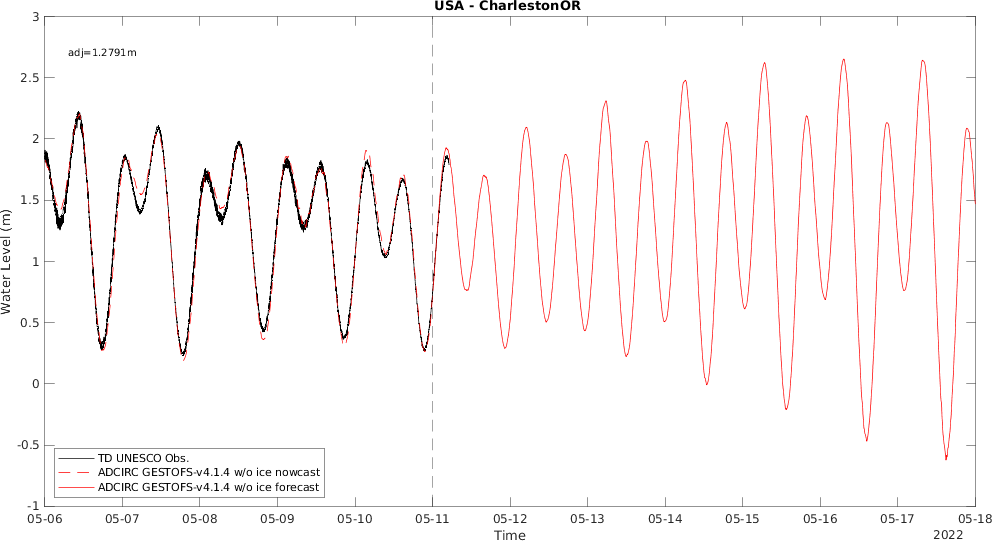 USA - CharlestonOR
adj=1.2791m
3
2.5
2
1.5
1
0.5
0
-0.5
-1
Water Level (m)
TD UNESCO Obs.
ADCIRC GESTOFS-v4.1.4 w/o ice nowcast
ADCIRC GESTOFS-v4.1.4 w/o ice forecast
05-06 05-07 05-08 05-09 05-10 05-11 05-12 05-13 05-14 05-15 05-16 05-17 05-18
Time
2022